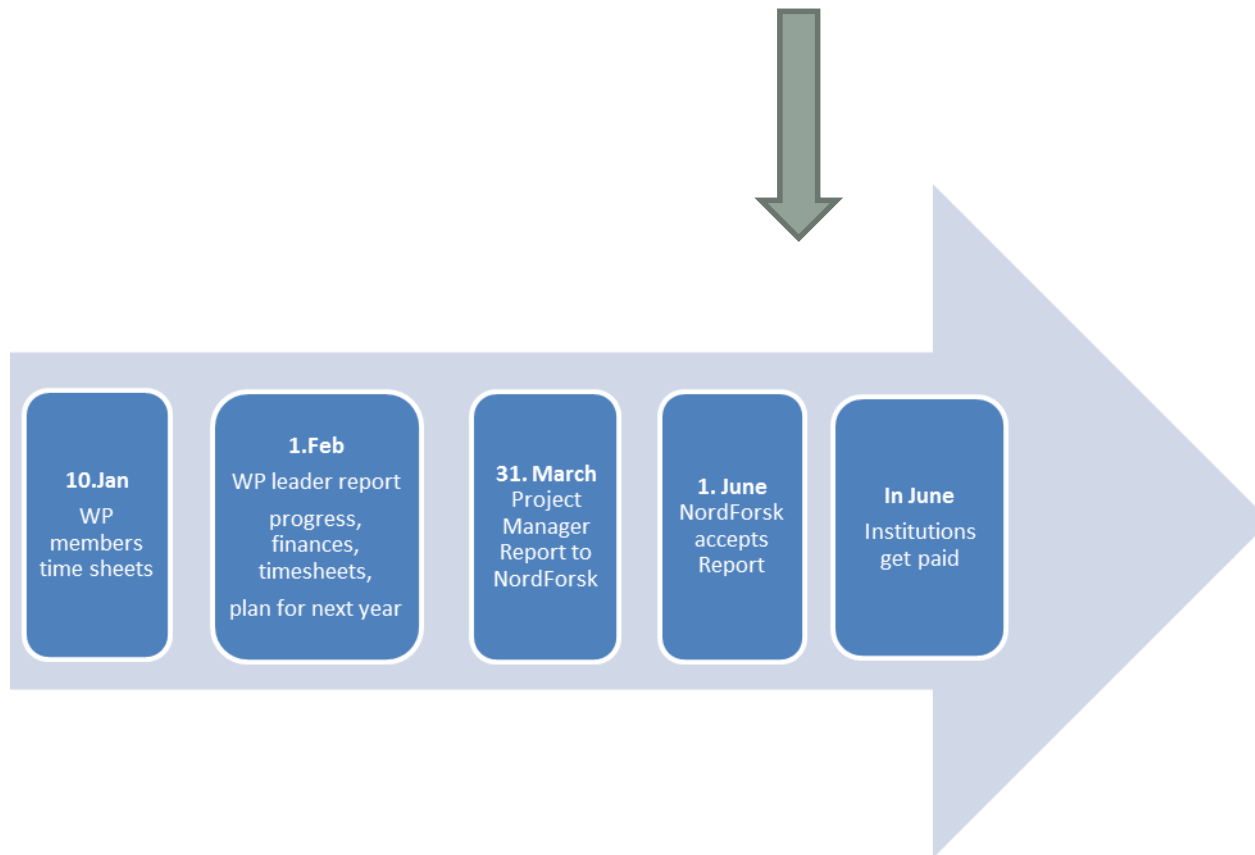 10.Jan
WP
members
time sheets
1.Feb
WP leader report
progress,
finances,
timesheets,
plan for next year
31. March
Project
Manager
Report to
NordForsk
1. June
NordForsk
accepts
Report
In June
Institutions
get paid